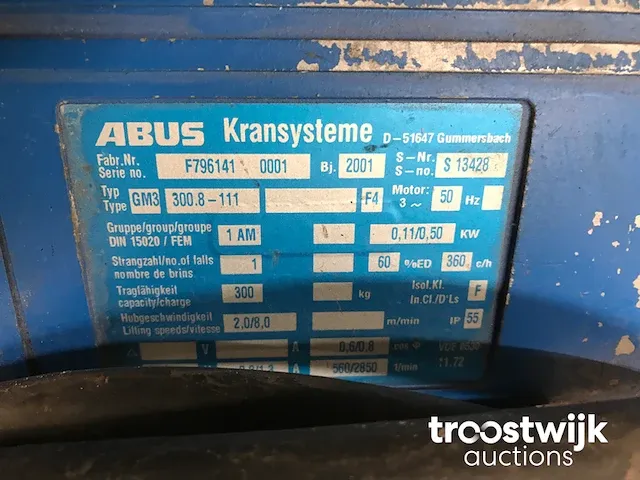 ABUS Kransysteme D-51647 Gummersbach
Fabr.Nr. Serie no. F796141 0001 Bj. 2001 S-Nr. S-no. S 13428
Typ Type GM3 300.8-111 F4 Motor: 3 ~ 50 Hz
Gruppe/group/groupe DIN 15020 / FEM 1 AM 0,11/0,50 KW
Strangzahl/no.of falls nombre de brins 1 60 %ED 360 c/h
Tragfähigkeit capacity/charge 300 kg Isol.Kl. In.Cl./D'Ls F
Hubgeschwindigkeit Lifting speeds/vitesse 2,0/8,0 m/min IP 55
V A 0,6/0,8 cos φ VDE 0530
A 560/2850 1/min 11.72
troostwijk
auctions